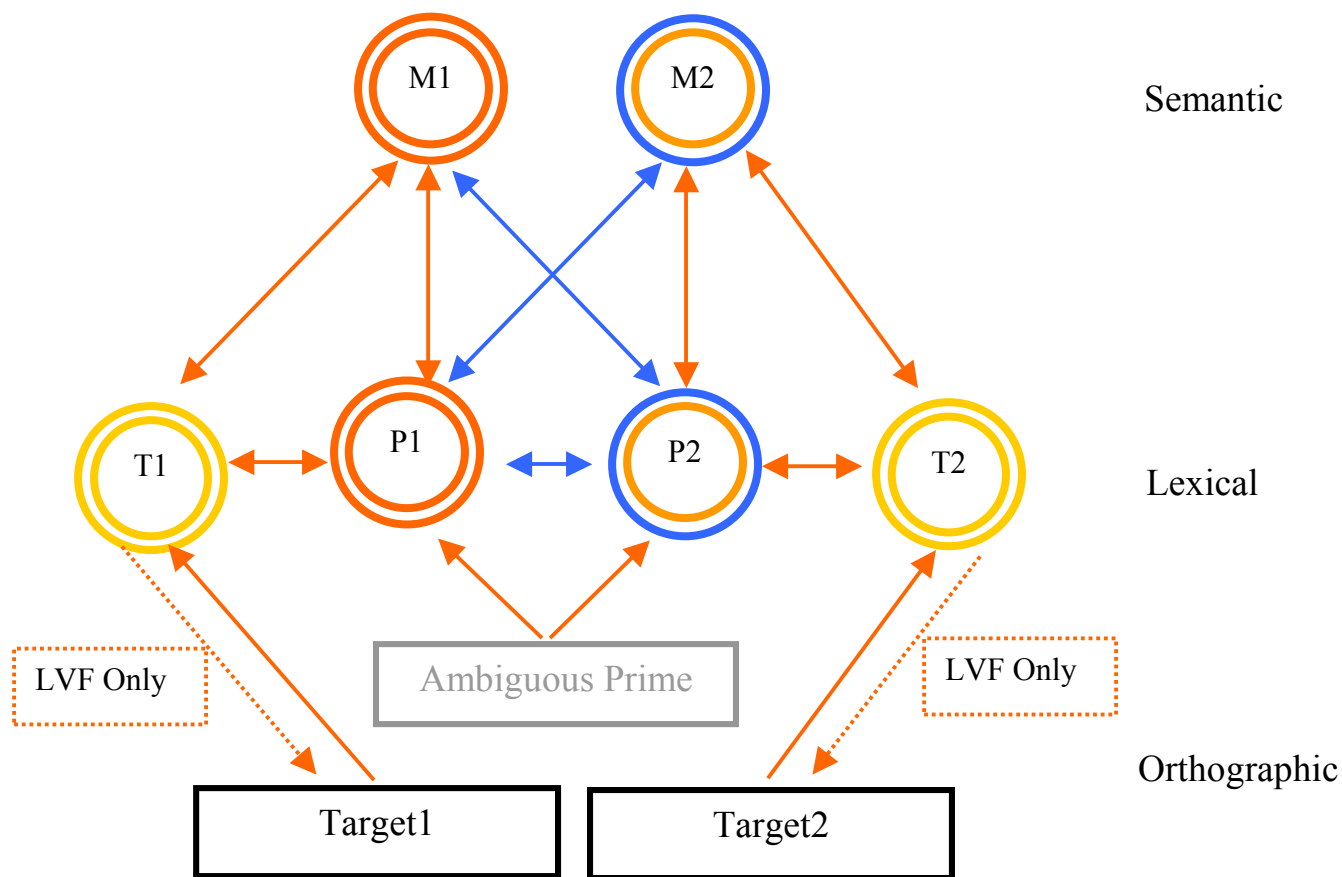 M1
M2
Semantic
T1
P1
P2
T2
Lexical
LVF Only
Ambiguous Prime
LVF Only
Orthographic
Target1
Target2